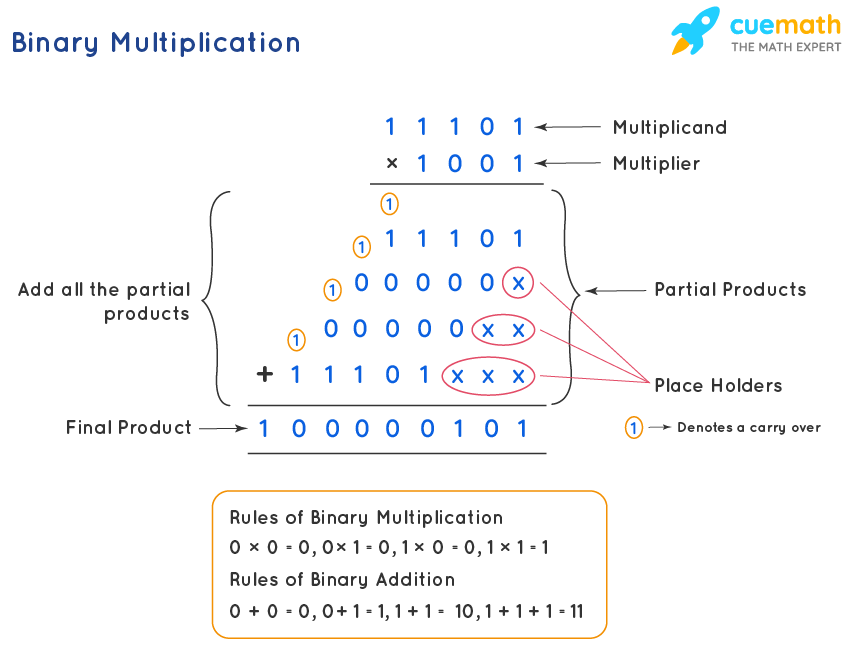 Binary Multiplication
cuemath
THE MATH EXPERT
1 1 1 0 1 Multiplicand
× 1 0 0 1 Multiplier
1
1 1 1 0 1
1
0 0 0 0 0 x
1
0 0 0 0 0 x x
1
+ 1 1 1 0 1 x x x
Add all the partial
products
Partial Products
Place Holders
Final Product 1 0 0 0 0 0 1 0 1
1 Denotes a carry over
Rules of Binary Multiplication
0 × 0 = 0, 0× 1 = 0, 1 × 0 = 0, 1 × 1 = 1
Rules of Binary Addition
0 + 0 = 0, 0+ 1 = 1, 1 + 1 = 10, 1 + 1 + 1 = 11